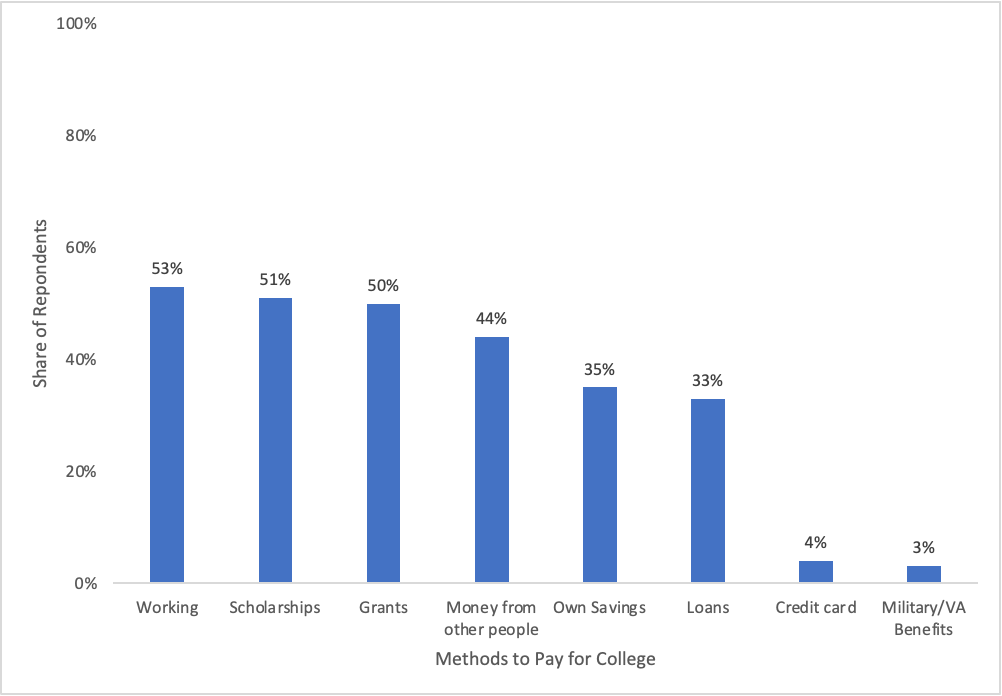 100%
80%
60%
40%
20%
0%
Share of Repondents
53%
51%
50%
44%
35%
33%
4%
3%
Working
Scholarships
Grants
Money from
other people
Own Savings
Loans
Credit card
Military/VA
Benefits
Methods to Pay for College